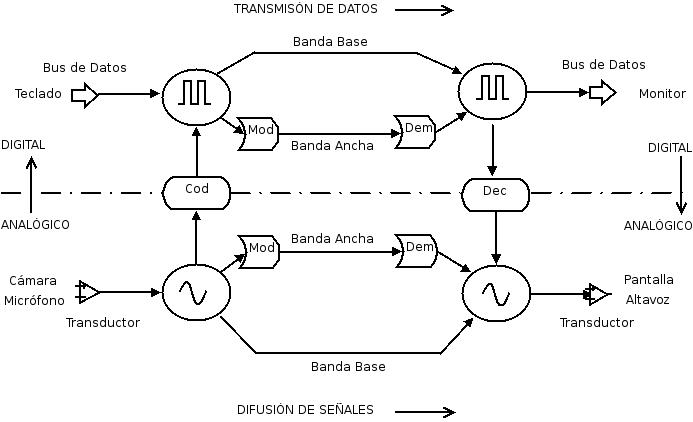 TRANSMISÓN DE DATOS
Banda Base
Bus de Datos
Bus de Datos
Teclado
Monitor
Mod
Dem
Banda Ancha
DIGITAL
DIGITAL
Cod
Dec
ANALÓGICO
ANALÓGICO
Mod
Banda Ancha
Dem
Cámara
Micrófono
Pantalla
Altavoz
Transductor
Transductor
Banda Base
DIFUSIÓN DE SEÑALES